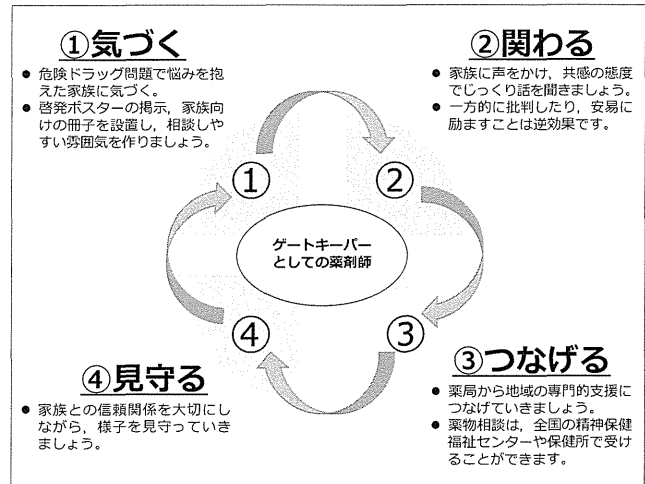 ①気づく
● 危険ドラッグ問題で悩みを抱
えた家族に気づく。
● 啓発ポスターの掲示，家族向
けの冊子を設置し，相談しや
すい雰囲気を作りましょう。
②関わる
● 家族に声をかけ，共感の態度
でじっくり話を聞きましょう。
● 一方的に批判したり，安易に
励ますことは逆効果です。
①
②
ゲートキーパー
としての薬剤師
④
③
④見守る
● 家族との信頼関係を大切にし
ながら，様子を見守っていき
ましょう。
③つなげる
● 薬局から地域の専門的支援に
つなげていきましょう。
● 薬物相談は，全国の精神保健
福祉センターや保健所で受け
ることができます。